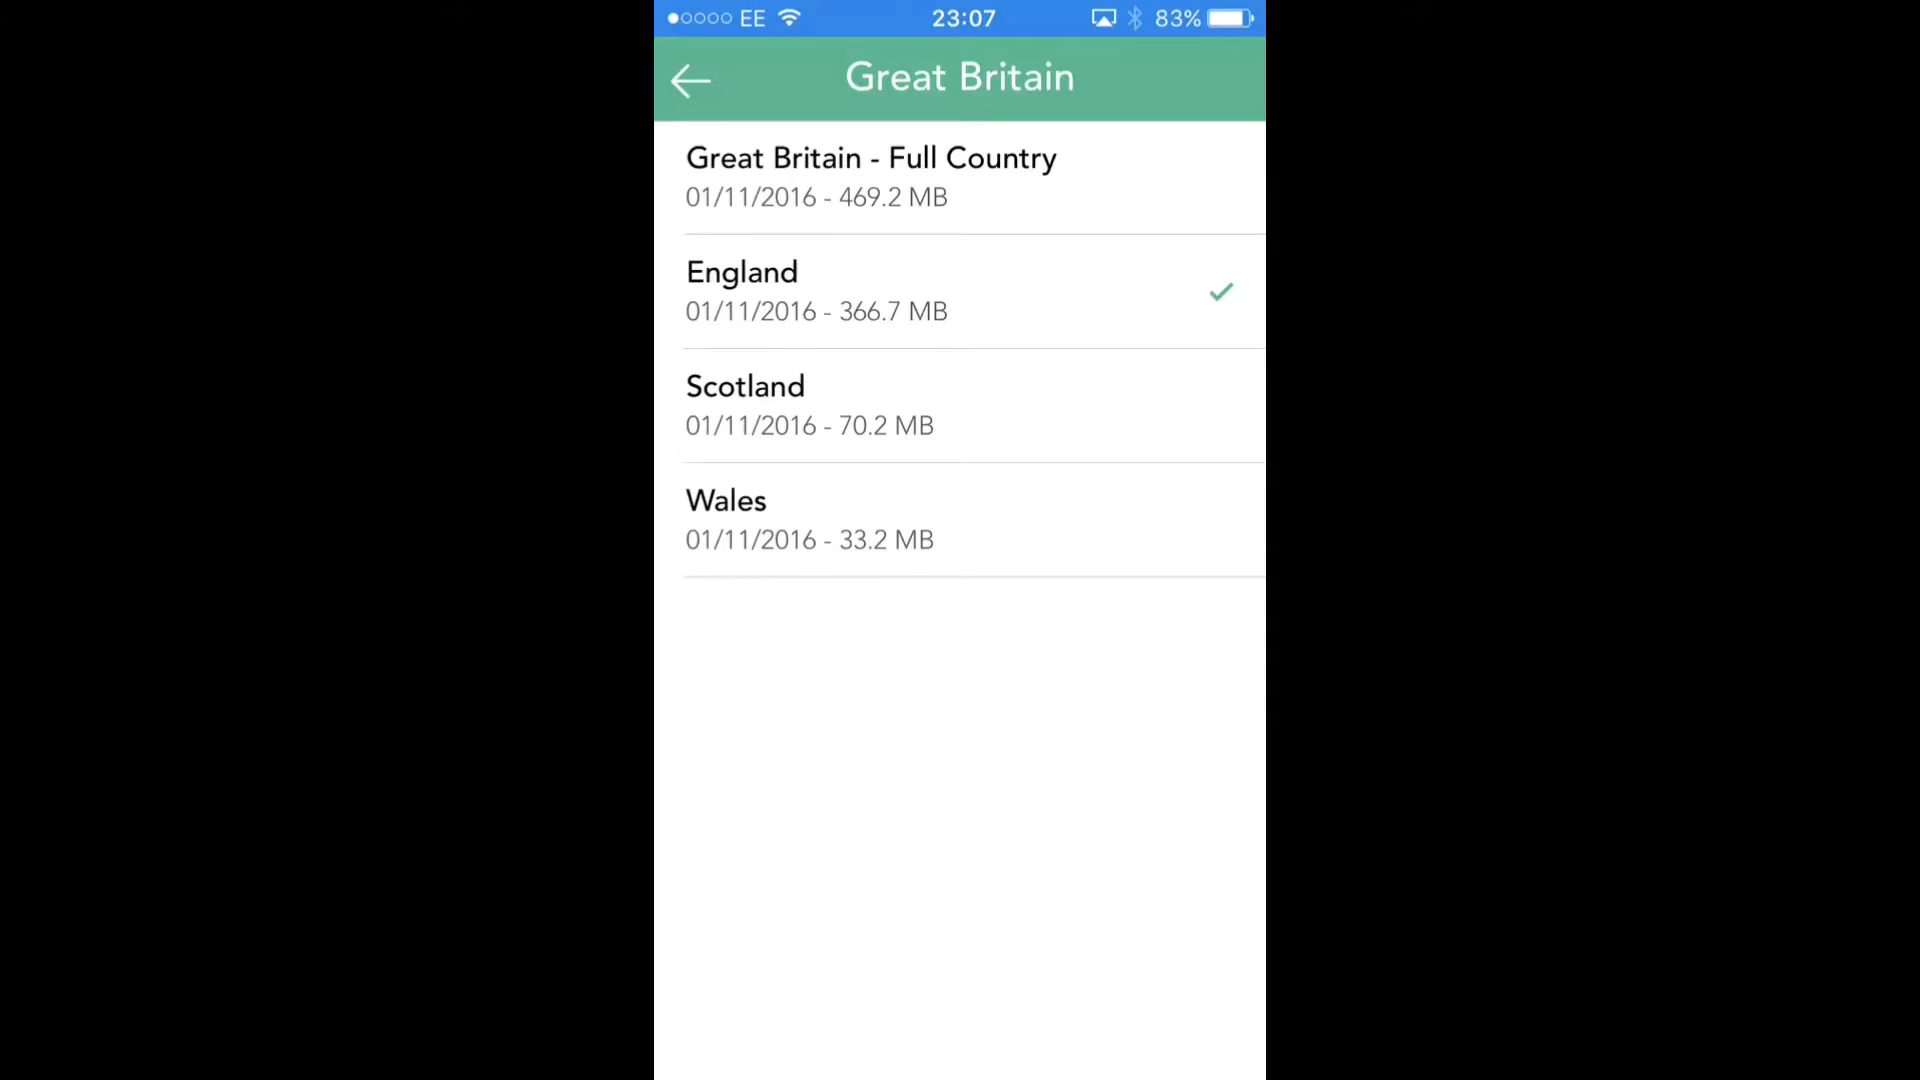 EE 23:07 83%
Great Britain
Great Britain - Full Country
01/11/2016 - 469.2 MB
England
01/11/2016 - 366.7 MB
Scotland
01/11/2016 - 70.2 MB
Wales
01/11/2016 - 33.2 MB